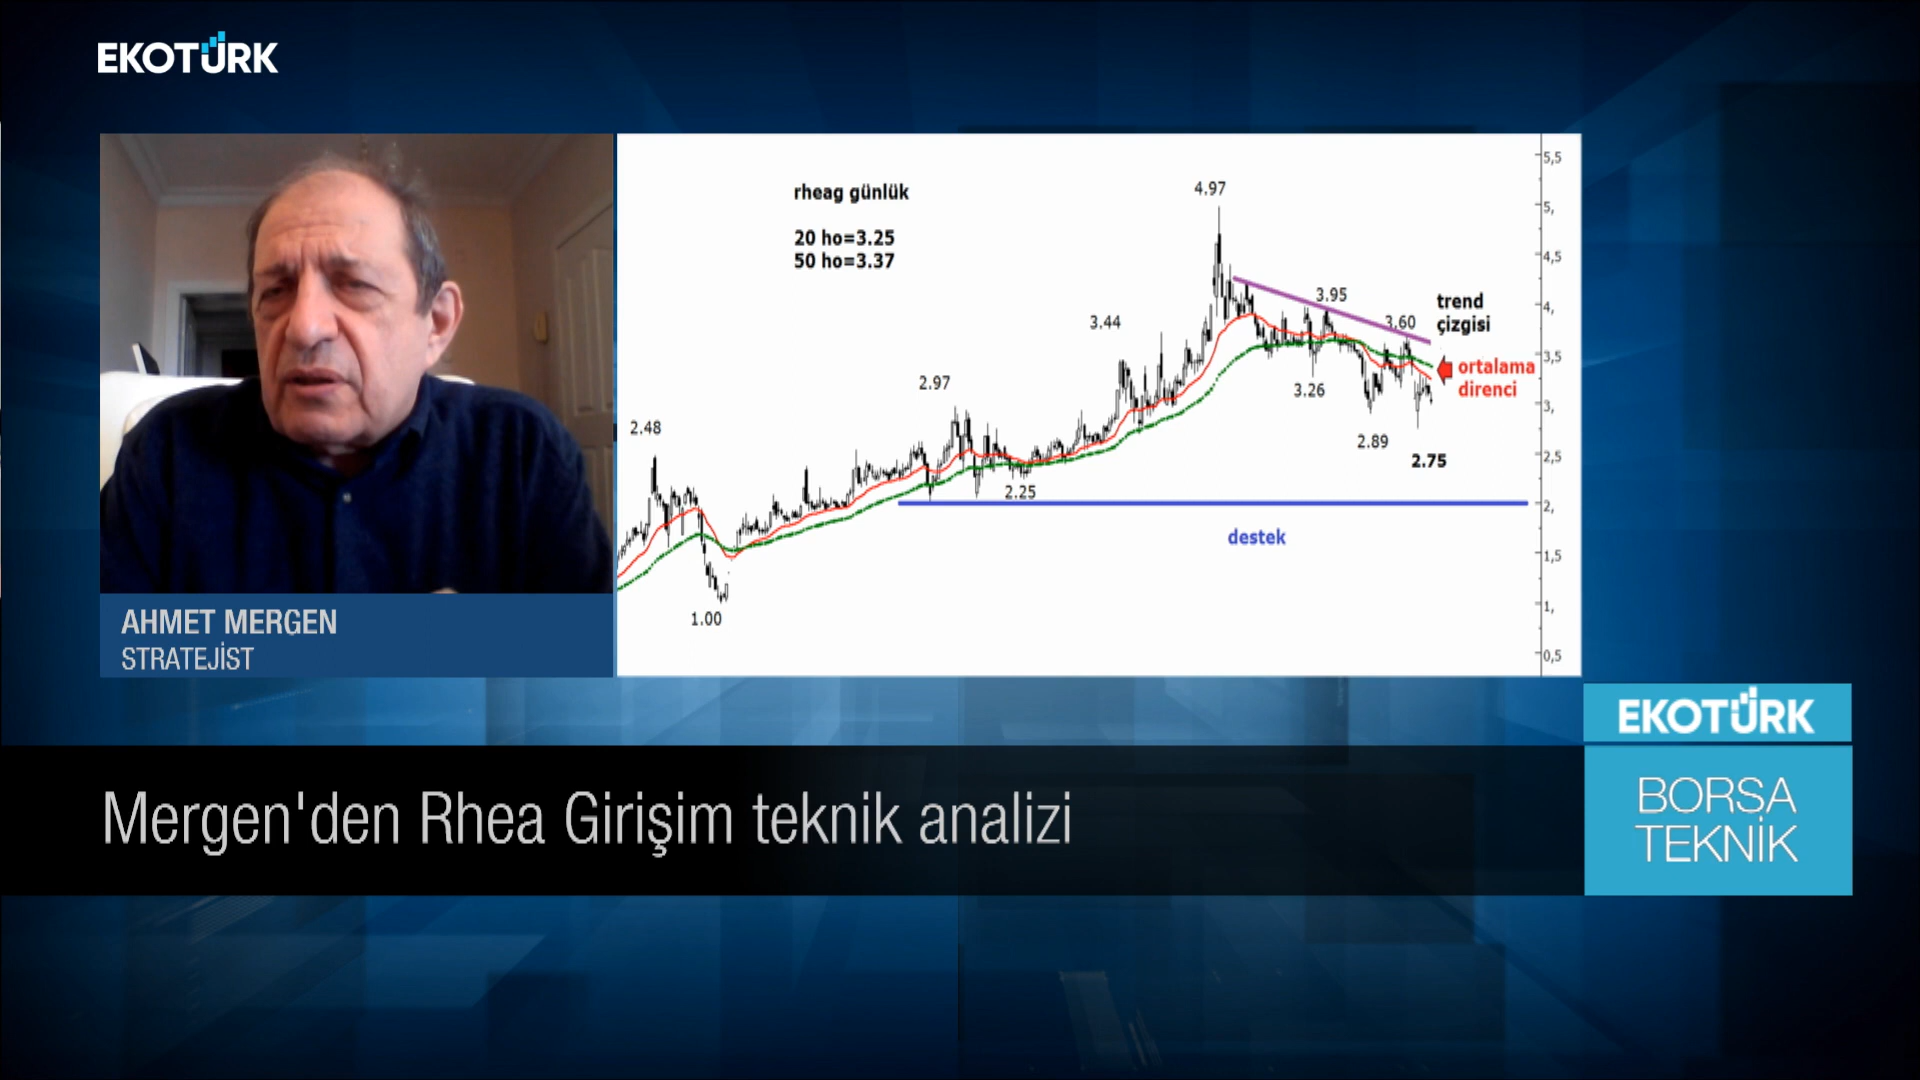 EKOTÜRK
rheag günlük
20 ho=3.25
50 ho=3.37
4.97
3.95
3.60
3.44
3.26
2.97
2.89
2.75
2.48
2.25
1.00
trend
çizgisi
ortalama
direnci
destek
5,5
5,
4,5
4,
3,5
3,
2,5
2,
1,5
1,
0,5
AHMET MERGEN
STRATEJİST
EKOTÜRK
Mergen'den Rhea Girişim teknik analizi
BORSA
TEKNİK